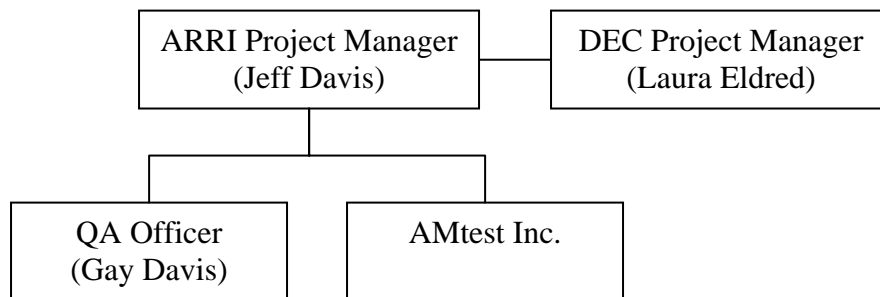 ARRI Project Manager
(Jeff Davis)
DEC Project Manager
(Laura Eldred)
QA Officer
(Gay Davis)
AMtest Inc.